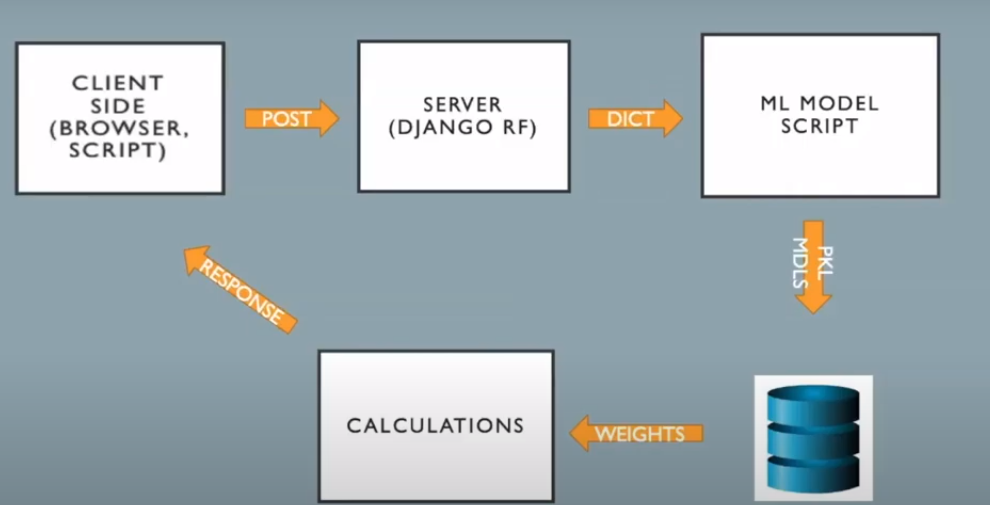 CLIENT
SIDE
(BROWSER,
SCRIPT)
POST
SERVER
(DJANGO RF)
DICT
ML MODEL
SCRIPT
PKL
MDLS
WEIGHTS
CALCULATIONS
RESPONSE